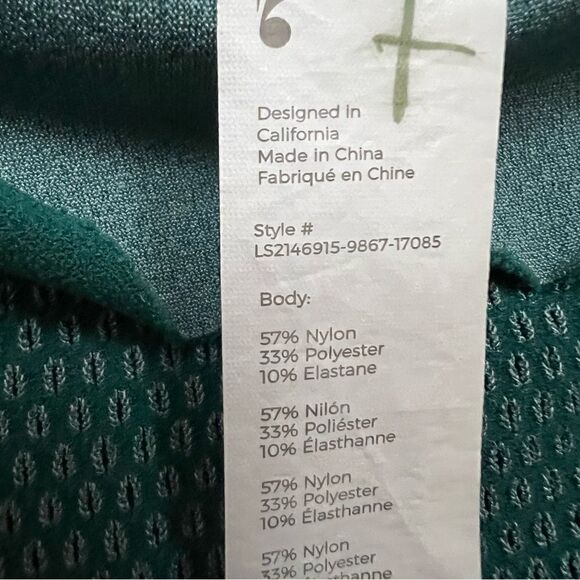 Designed in
California
Made in China
Fabriqué en Chine
Style #
LS2146915-9867-17085
Body:
57% Nylon
33% Polyester
10% Elastane
57% Nilón
33% Poliéster
10% Élasthanne
57% Nylon
33% Polyester
10% Élasthanne
57% Nylon
33% Polyester